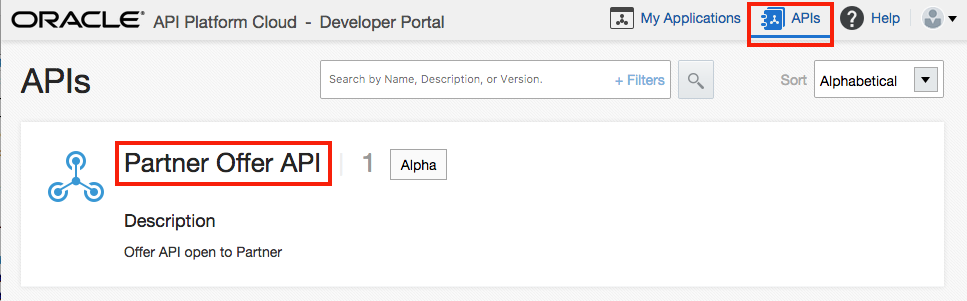 ORACLE® API Platform Cloud - Developer Portal My Applications APIs ? Help
APIs Search by Name, Description, or Version. + Filters Sort Alphabetical
Partner Offer API 1 Alpha
Description
Offer API open to Partner